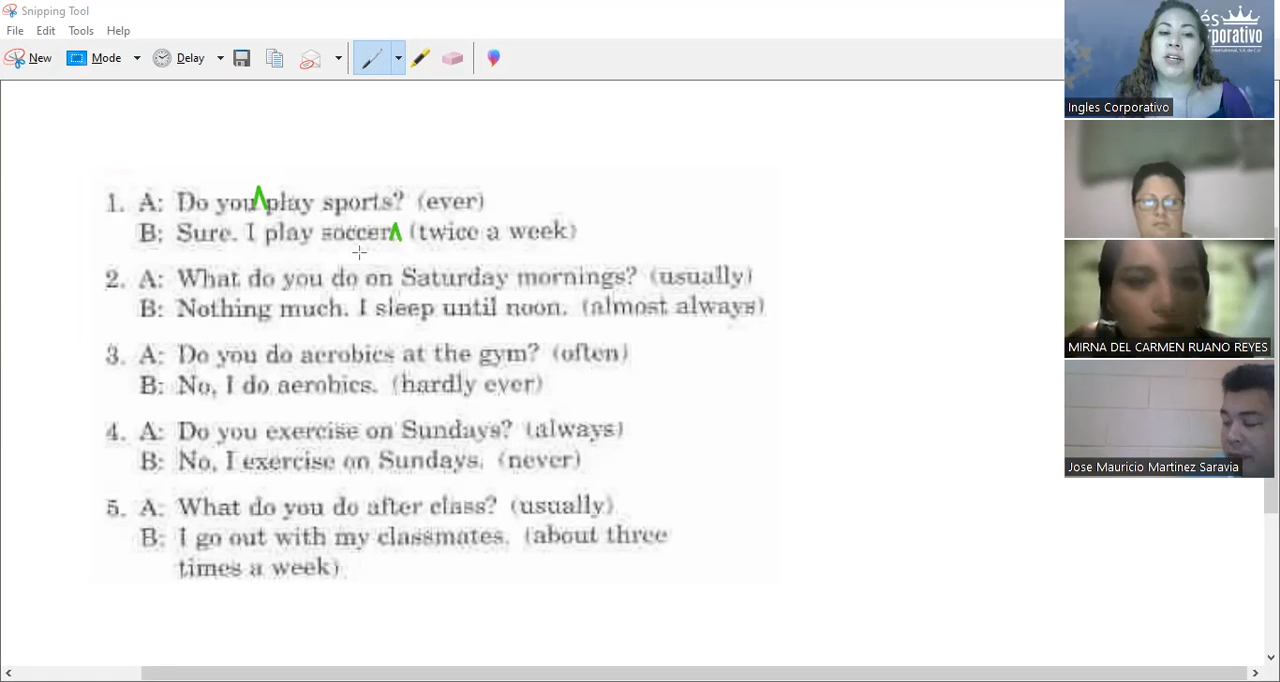 Snipping Tool
File Edit Tools Help
New Mode Delay
és
rporativo
Internacional, S.A. de C.V.
Ingles Corporativo
1. A: Do you play sports? (ever)
B: Sure. I play soccer (twice a week)
2. A: What do you do on Saturday mornings? (usually)
B: Nothing much. I sleep until noon. (almost always)
3. A: Do you do aerobics at the gym? (often)
B: No, I do aerobics. (hardly ever)
4. A: Do you exercise on Sundays? (always)
B: No, I exercise on Sundays. (never)
5. A: What do you do after class? (usually)
B: I go out with my classmates. (about three
times a week)
MIRNA DEL CARMEN RUANO REYES
Jose Mauricio Martinez Saravia